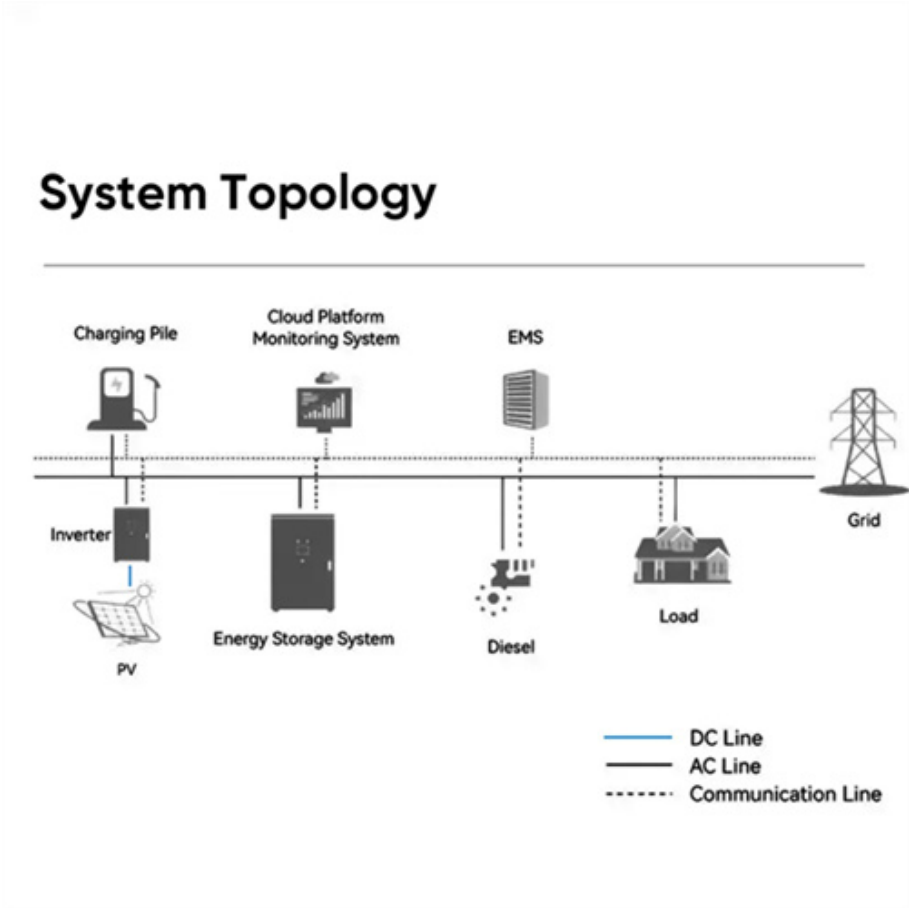 System Topology
Charging Pile
Cloud Platform
Monitoring System
EMS
Grid
Inverter
Energy Storage System
PV
Diesel
Load
DC Line
AC Line
Communication Line